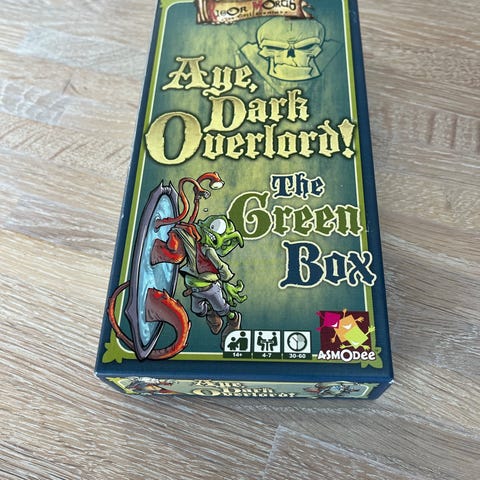 Aye,
Dark
Overlord!
The
Green
Box
14+
4-7
30-60
ASMODee
Aye, Dark
Overlord!